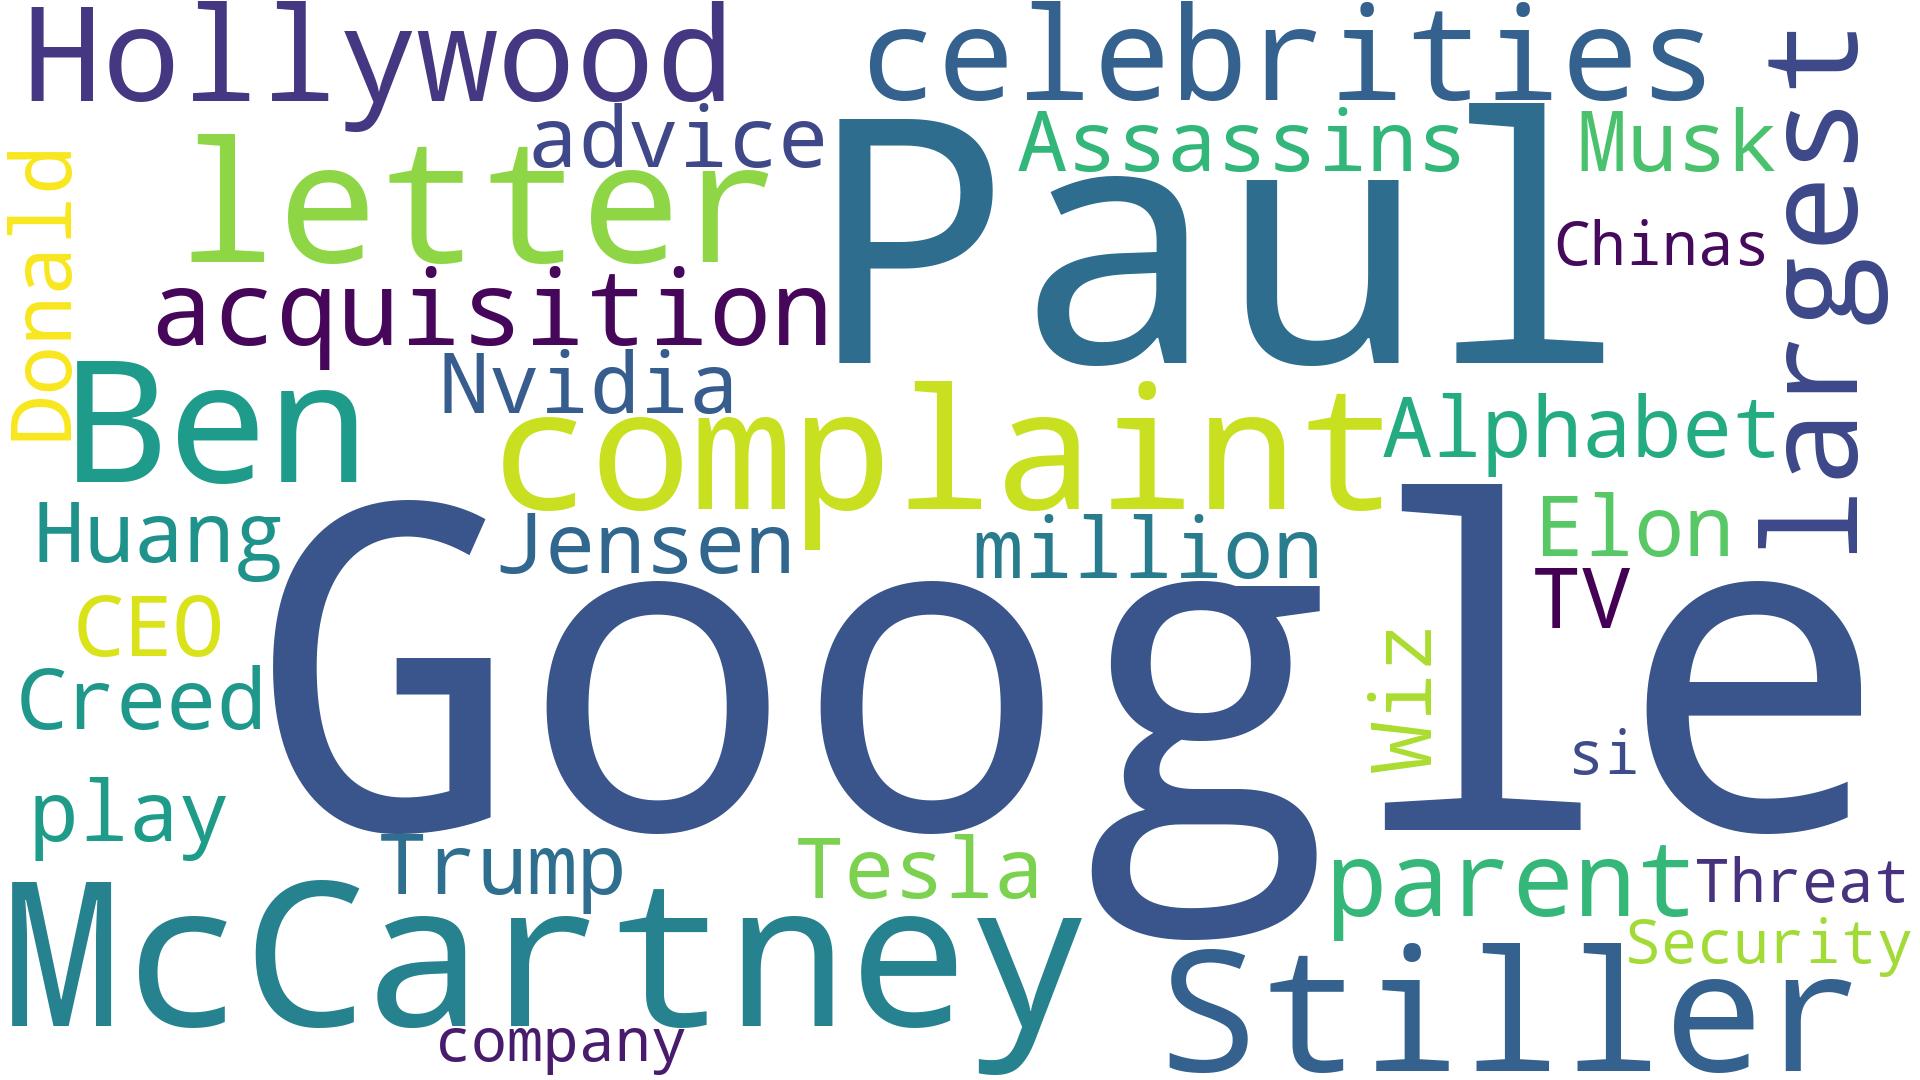 Hollywood
celebrities
largest
Donald
letter
advice
Paul
Assassins
Musk
Chinas
acquisition
Ben
Nvidia
complaint
Alphabet
Huang
Jensen
million
Elon
TV
CEO
Google
Wiz
Creed
si
play
Trump
Tesla
parent
Threat
McCartney
Security
Stiller
company